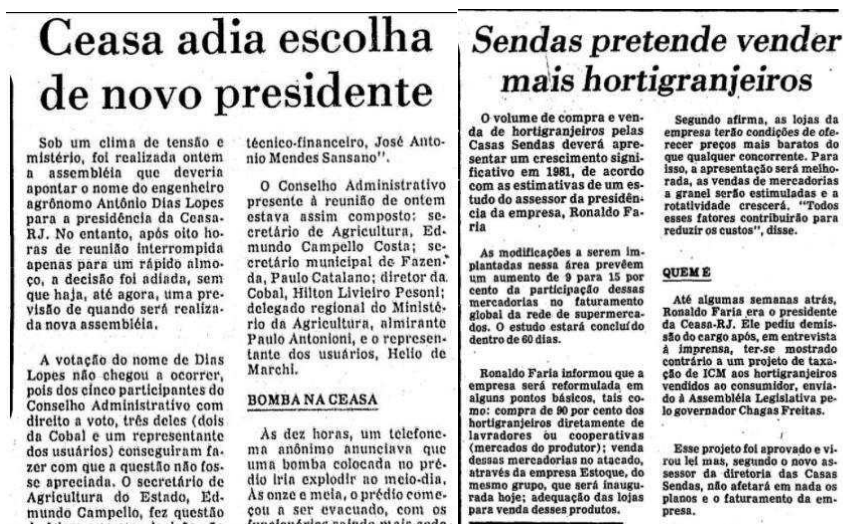 Ceasa adia escolha
de novo presidente
Sob um clima de tensão e
mistério, foi realizada ontem
a assembléia que deveria
apontar o nome do engenheiro
agrônomo Antônio Dias Lopes
para a presidência da Ceasa-
RJ. No entanto, após oito ho-
ras de reunião interrompida
apenas para um rápido almo-
ço, a decisão foi adiada, sem
que haja, até agora, uma pre-
visão de quando será realiza-
da nova assembléia.
A votação do nome de Dias
Lopes não chegou a ocorrer,
pois dos cinco participantes do
Conselho Administrativo com
direito a voto, três deles (dois
da Cobal e um representante
dos usuários) conseguiram fa-
zer com que a questão não fos-
se apreciada. O secretário de
Agricultura do Estado, Ed-
mundo Campello, fez questão
técnico-financeiro, José Anto-
nio Mendes Sansano".
O Conselho Administrativo
presente à reunião de ontem
estava assim composto: se-
cretário de Agricultura, Ed-
mundo Campello Costa; se-
cretário municipal de Fazen-
da, Paulo Catalano; diretor da
Cobal, Hilton Livieiro Pesoni;
delegado regional do Ministé-
rio da Agricultura, almirante
Paulo Antonioni, e o represen-
tante dos usuários, Helio de
Marchi.
BOMBA NA CEASA
Às dez horas, um telefone-
ma anônimo anunciava que
uma bomba colocada no pré-
dio iria explodir ao meio-dia.
Às onze e meia, o prédio come-
çou a ser evacuado, com os
funcionários saindo mais cedo
Sendas pretende vender
mais hortigranjeiros
O volume de compra e ven-
da de hortigranjeiros pelas
Casas Sendas deverá apre-
sentar um crescimento signi-
ficativo em 1981, de acordo
com as estimativas de um es-
tudo do assessor da presidên-
cia da empresa, Ronaldo Fa-
ria
As modificações a serem im-
plantadas nessa área prevêem
um aumento de 9 para 15 por
cento da participação dessas
mercadorias no faturamento
global da rede de supermerca-
dos. O estudo estará concluído
dentro de 60 dias.
Ronaldo Faria informou que a
empresa será reformulada em
alguns pontos básicos, tais co-
mo: compra de 90 por cento dos
hortigranjeiros diretamente de
lavradores ou cooperativas
(mercados do produtor); venda
dessas mercadorias no atacado,
através da empresa Estoque, do
mesmo grupo, que será inaugu-
rada hoje; adequação das lojas
para venda desses produtos.
Segundo afirma, as lojas da
empresa terão condições de ofe-
recer preços mais baratos do
que qualquer concorrente. Para
isso, a apresentação será melho-
rada, as vendas de mercadorias
a granel serão estimuladas e a
rotatividade crescerá. "Todos
esses fatores contribuirão para
reduzir os custos", disse.
QUEM É
Até algumas semanas atrás,
Ronaldo Faria era o presidente
da Ceasa-RJ. Ele pediu demis-
são do cargo após, em entrevista
à imprensa, ter-se mostrado
contrário a um projeto de taxa-
ção de ICM aos hortigranjeiros
vendidos ao consumidor, envia-
do à Assembléia Legislativa pe-
lo governador Chagas Freitas.
Esse projeto foi aprovado e vi-
rou lei mas, segundo o novo as-
sessor da diretoria das Casas
Sendas, não afetará em nada os
planos e o faturamento da em-
presa.